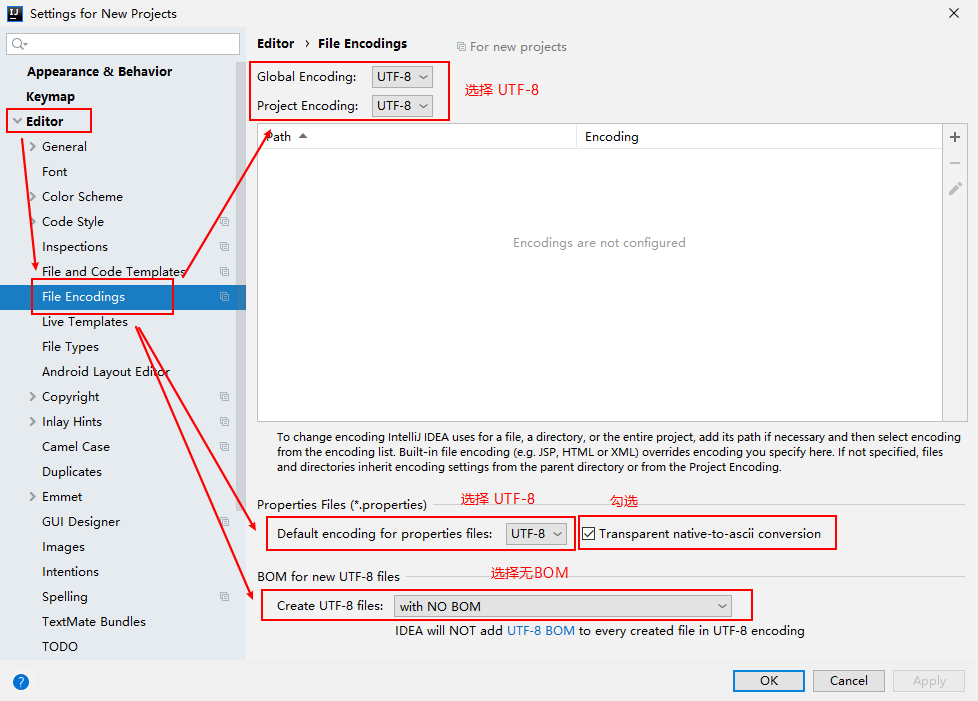 Settings for New Projects
Editor › File Encodings
For new projects
Appearance & Behavior
Keymap
Editor
General
Font
Color Scheme
Code Style
Inspections
File and Code Templates
File Encodings
Live Templates
File Types
Android Layout Editor
Copyright
Inlay Hints
Camel Case
Duplicates
Emmet
GUI Designer
Images
Intentions
Spelling
TextMate Bundles
TODO
Global Encoding: UTF-8
选择 UTF-8
Project Encoding: UTF-8
Path Encoding
Encodings are not configured
To change encoding IntelliJ IDEA uses for a file, a directory, or the entire project, add its path if necessary and then select encoding
from the encoding list. Built-in file encoding (e.g. JSP, HTML or XML) overrides encoding you specify here. If not specified, files
and directories inherit encoding settings from the parent directory or from the Project Encoding.
Properties Files (*.properties)
选择 UTF-8
勾选
Default encoding for properties files: UTF-8
Transparent native-to-ascii conversion
BOM for new UTF-8 files
选择无BOM
Create UTF-8 files: with NO BOM
IDEA will NOT add UTF-8 BOM to every created file in UTF-8 encoding
?
OK
Cancel
Apply